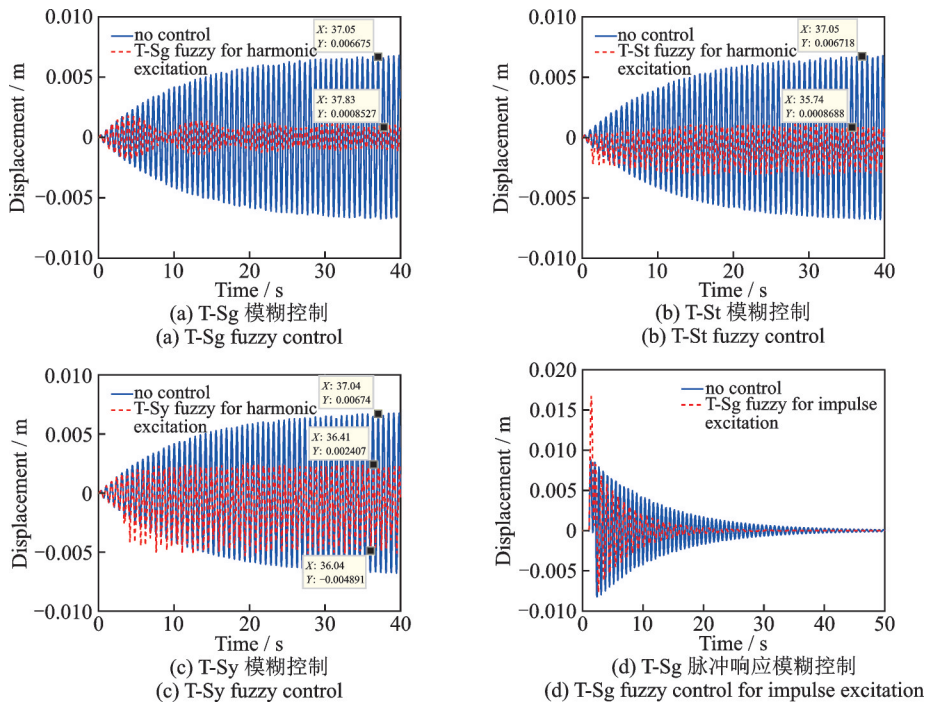 no control
T-Sg fuzzy for harmonic
excitation
X: 37.05
Y: 0.006675
X: 37.83
Y: 0.0008527
0.010
0.005
0
−0.005
−0.010
Displacement / m
0 10 20 30 40
Time / s
(a) T-Sg 模糊控制
(a) T-Sg fuzzy control
no control
T-St fuzzy for harmonic
excitation
X: 37.05
Y: 0.006718
X: 35.74
Y: 0.0008688
0.010
0.005
0
−0.005
−0.010
Displacement / m
0 10 20 30 40
Time / s
(b) T-St 模糊控制
(b) T-St fuzzy control
no control
T-Sy fuzzy for harmonic
excitation
X: 37.04
Y: 0.00674
X: 36.41
Y: 0.002407
X: 36.04
Y: −0.004891
0.010
0.005
0
−0.005
−0.010
Displacement / m
0 10 20 30 40
Time / s
(c) T-Sy 模糊控制
(c) T-Sy fuzzy control
no control
T-Sg fuzzy for impulse
excitation
0.020
0.015
0.010
0.005
0
−0.005
−0.010
Displacement / m
0 10 20 30 40 50
Time / s
(d) T-Sg 脉冲响应模糊控制
(d) T-Sg fuzzy control for impulse excitation